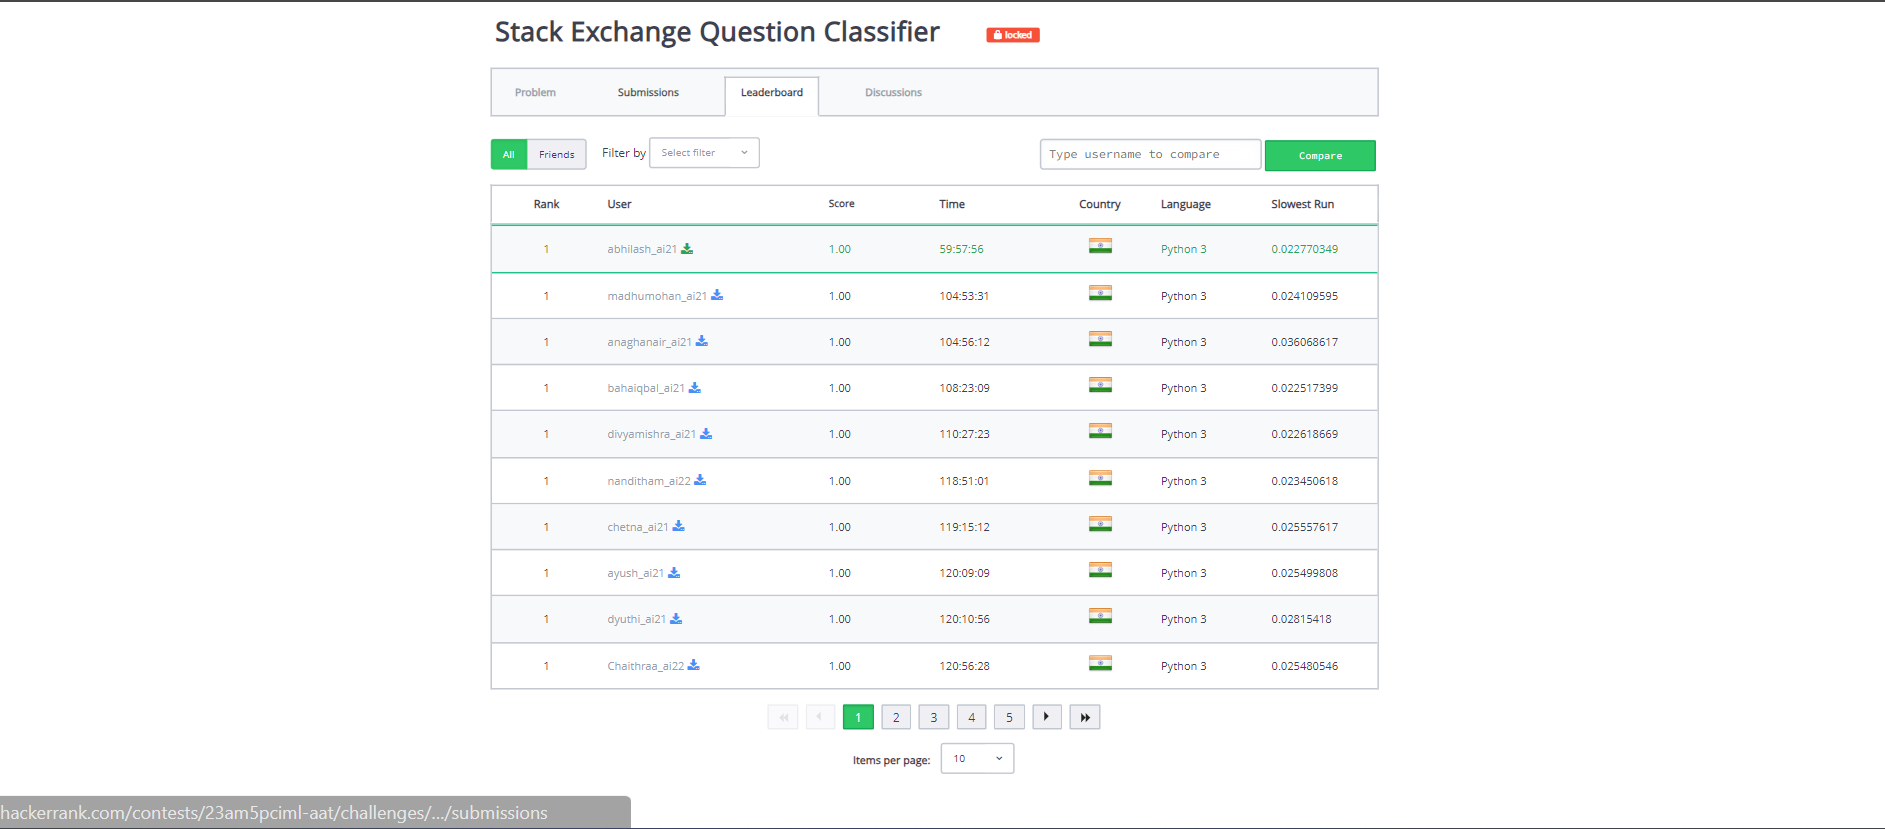 Stack Exchange Question Classifier locked
Problem Submissions Leaderboard Discussions
All Friends Filter by Select filter Type username to compare Compare
Rank User Score Time Country Language Slowest Run
1 abhilash_ai21 1.00 59:57:56 Python 3 0.022770349
1 madhumohan_ai21 1.00 104:53:31 Python 3 0.024109595
1 anaghanair_ai21 1.00 104:56:12 Python 3 0.036068617
1 bahaiqbal_ai21 1.00 108:23:09 Python 3 0.022517399
1 divyamishra_ai21 1.00 110:27:23 Python 3 0.022618669
1 nanditham_ai22 1.00 118:51:01 Python 3 0.023450618
1 chetna_ai21 1.00 119:15:12 Python 3 0.025557617
1 ayush_ai21 1.00 120:09:09 Python 3 0.025499808
1 dyuthi_ai21 1.00 120:10:56 Python 3 0.02815418
1 Chaithraa_ai22 1.00 120:56:28 Python 3 0.025480546
1 2 3 4 5
Items per page: 10
hackerrank.com/contests/23am5pciml-aat/challenges/.../submissions